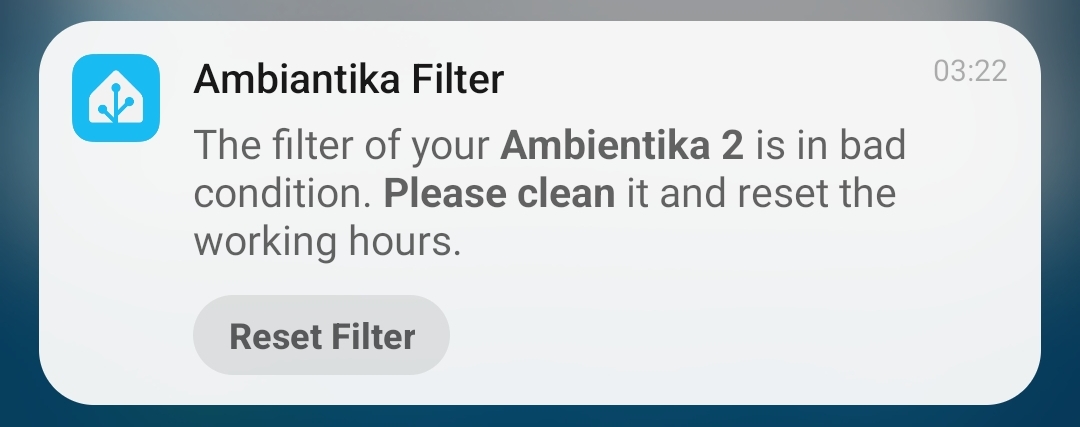 Ambiantika Filter
03:22
The filter of your Ambientika 2 is in bad
condition. Please clean it and reset the
working hours.
Reset Filter